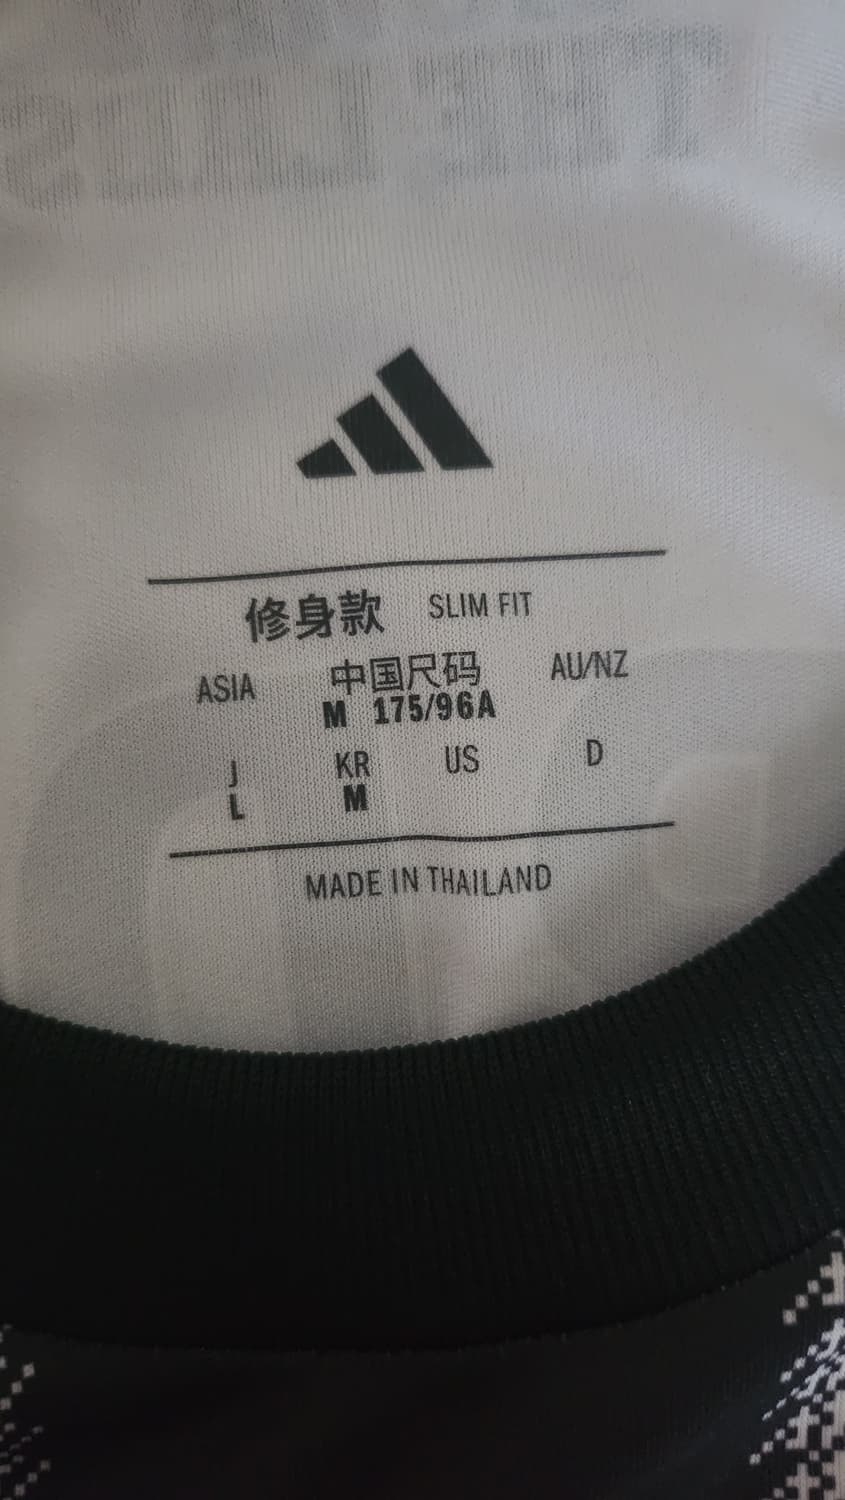 修身款 SLIM FIT
ASIA 中国尺码 AU/NZ
M 175/96A
J KR US D
L M
MADE IN THAILAND